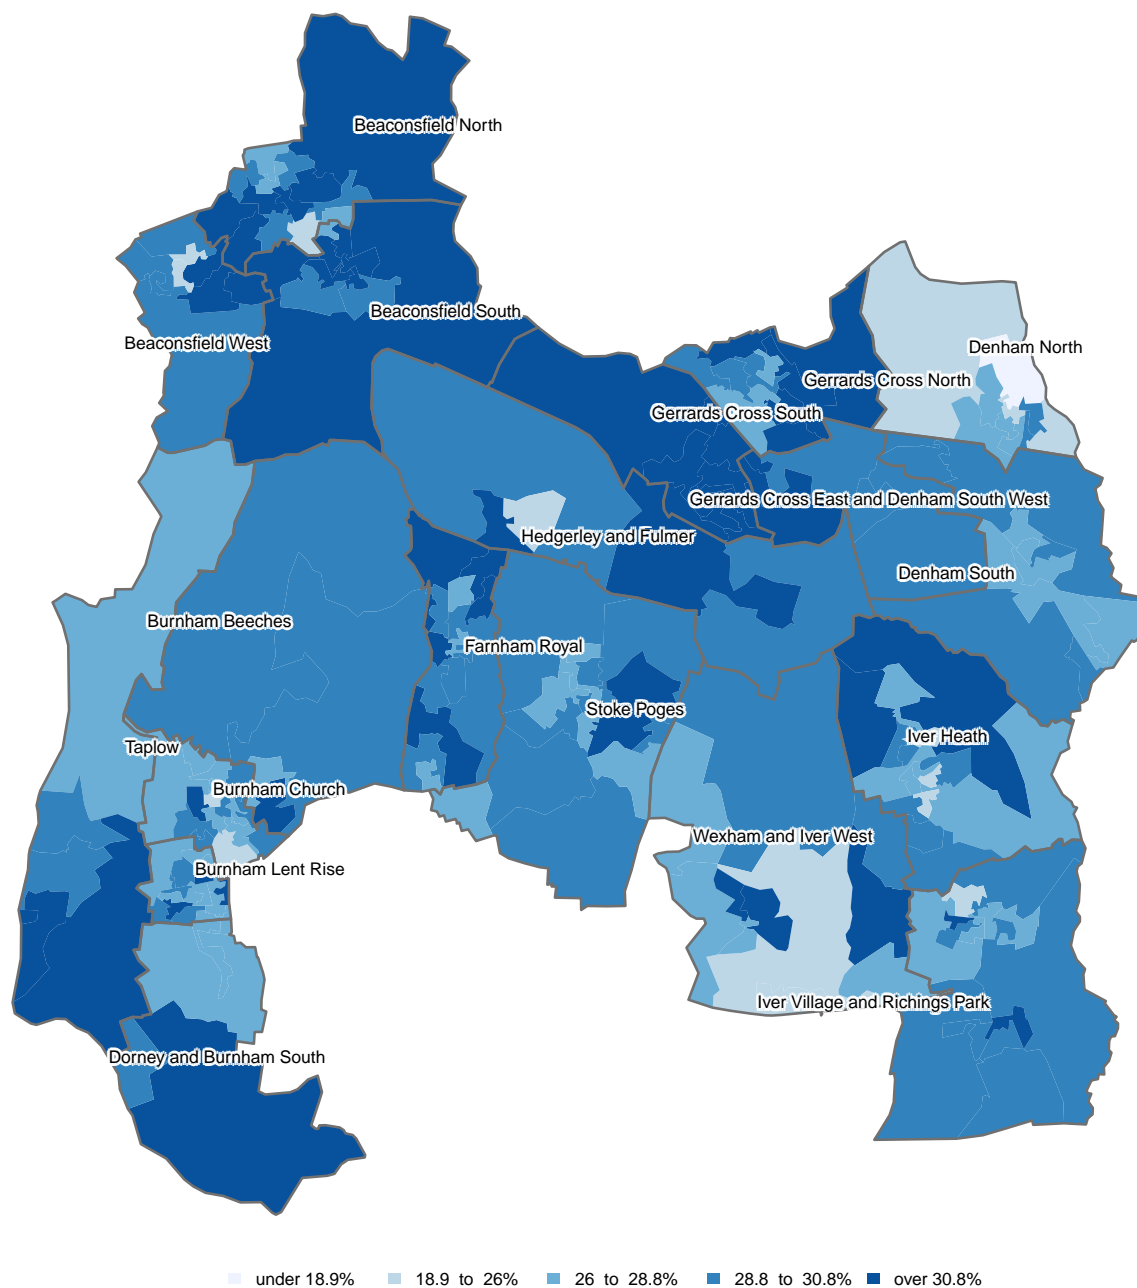 Beaconsfield North
Beaconsfield South
Beaconsfield West
Denham North
Gerrards Cross North
Gerrards Cross South
Gerrards Cross East and Denham South West
Hedgerley and Fulmer
Denham South
Burnham Beeches
Farnham Royal
Stoke Poges
Iver Heath
Taplow
Burnham Church
Wexham and Iver West
Burnham Lent Rise
Iver Village and Richings Park
Dorney and Burnham South
under 18.9% 18.9 to 26% 26 to 28.8% 28.8 to 30.8% over 30.8%